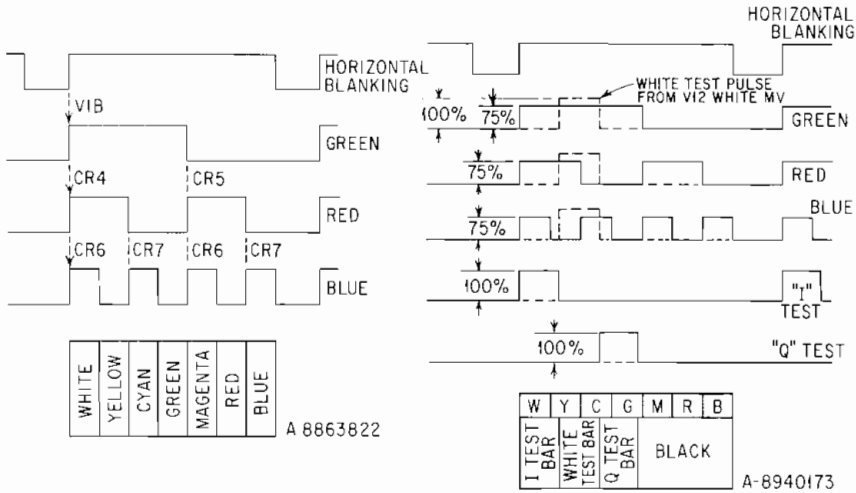 HORIZONTAL
BLANKING
V1B
GREEN
CR4
CR5
RED
CR6
CR7
CR6
CR7
BLUE
WHITE
YELLOW
CYAN
GREEN
MAGENTA
RED
BLUE
A 8863822
HORIZONTAL
BLANKING
WHITE TEST PULSE
FROM V12 WHITE MV
100%
75%
GREEN
75%
RED
BLUE
75%
100%
"I"
TEST
100%
"Q" TEST
W
Y
C
G
M
R
B
I TEST
BAR
WHITE
TEST BAR
Q TEST
BAR
BLACK
A-8940173